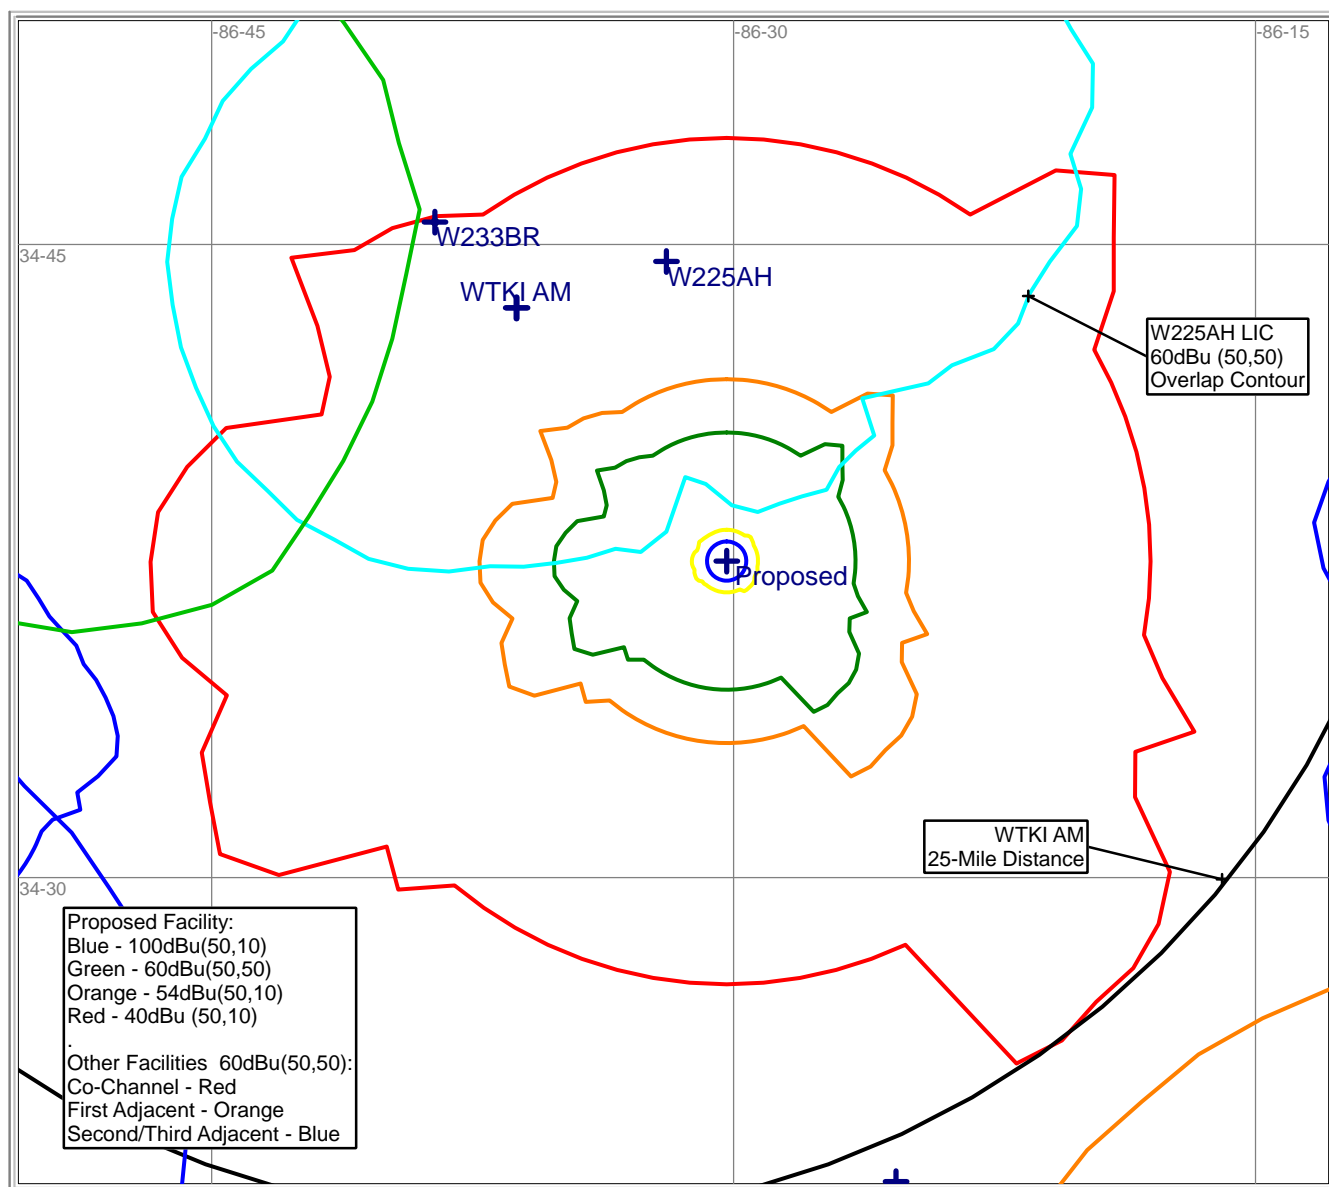 -86-45
-86-30
-86-15
W233BR
34-45
W225AH
WTKI AM
W225AH LIC
60dBu (50,50)
Overlap Contour
Proposed
WTKI AM
25-Mile Distance
34-30
Proposed Facility:
Blue - 100dBu(50,10)
Green - 60dBu(50,50)
Orange - 54dBu(50,10)
Red - 40dBu (50,10)
.
Other Facilities  60dBu(50,50):
Co-Channel - Red
First Adjacent - Orange
Second/Third Adjacent - Blue